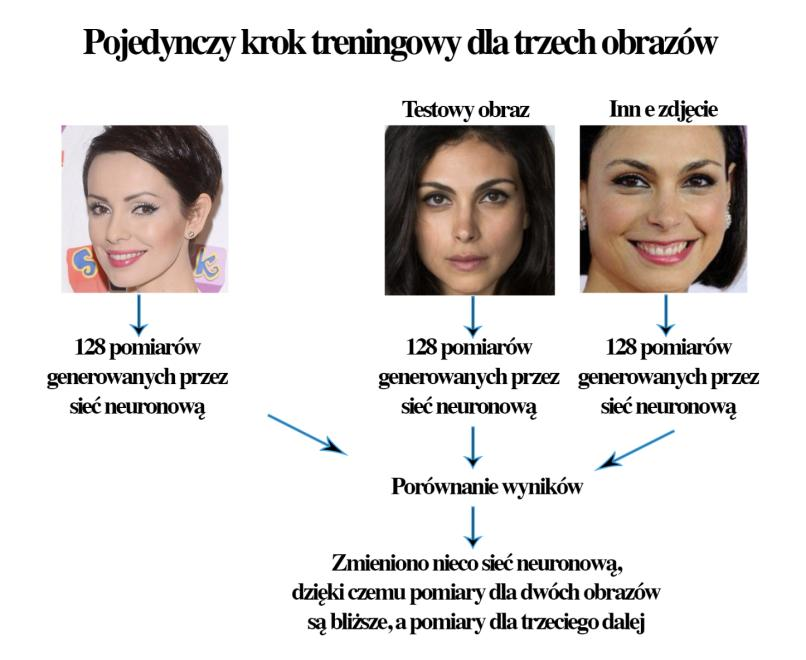 Pojedynczy krok treningowy dla trzech obrazów
Testowy obraz
Inn e zdjęcie
128 pomiarów
generowanych przez
sieć neuronową
128 pomiarów
generowanych przez
sieć neuronową
128 pomiarów
generowanych przez
sieć neuronową
Porównanie wyników
Zmieniono nieco sieć neuronową,
dzięki czemu pomiary dla dwóch obrazów
są bliższe, a pomiary dla trzeciego dalej